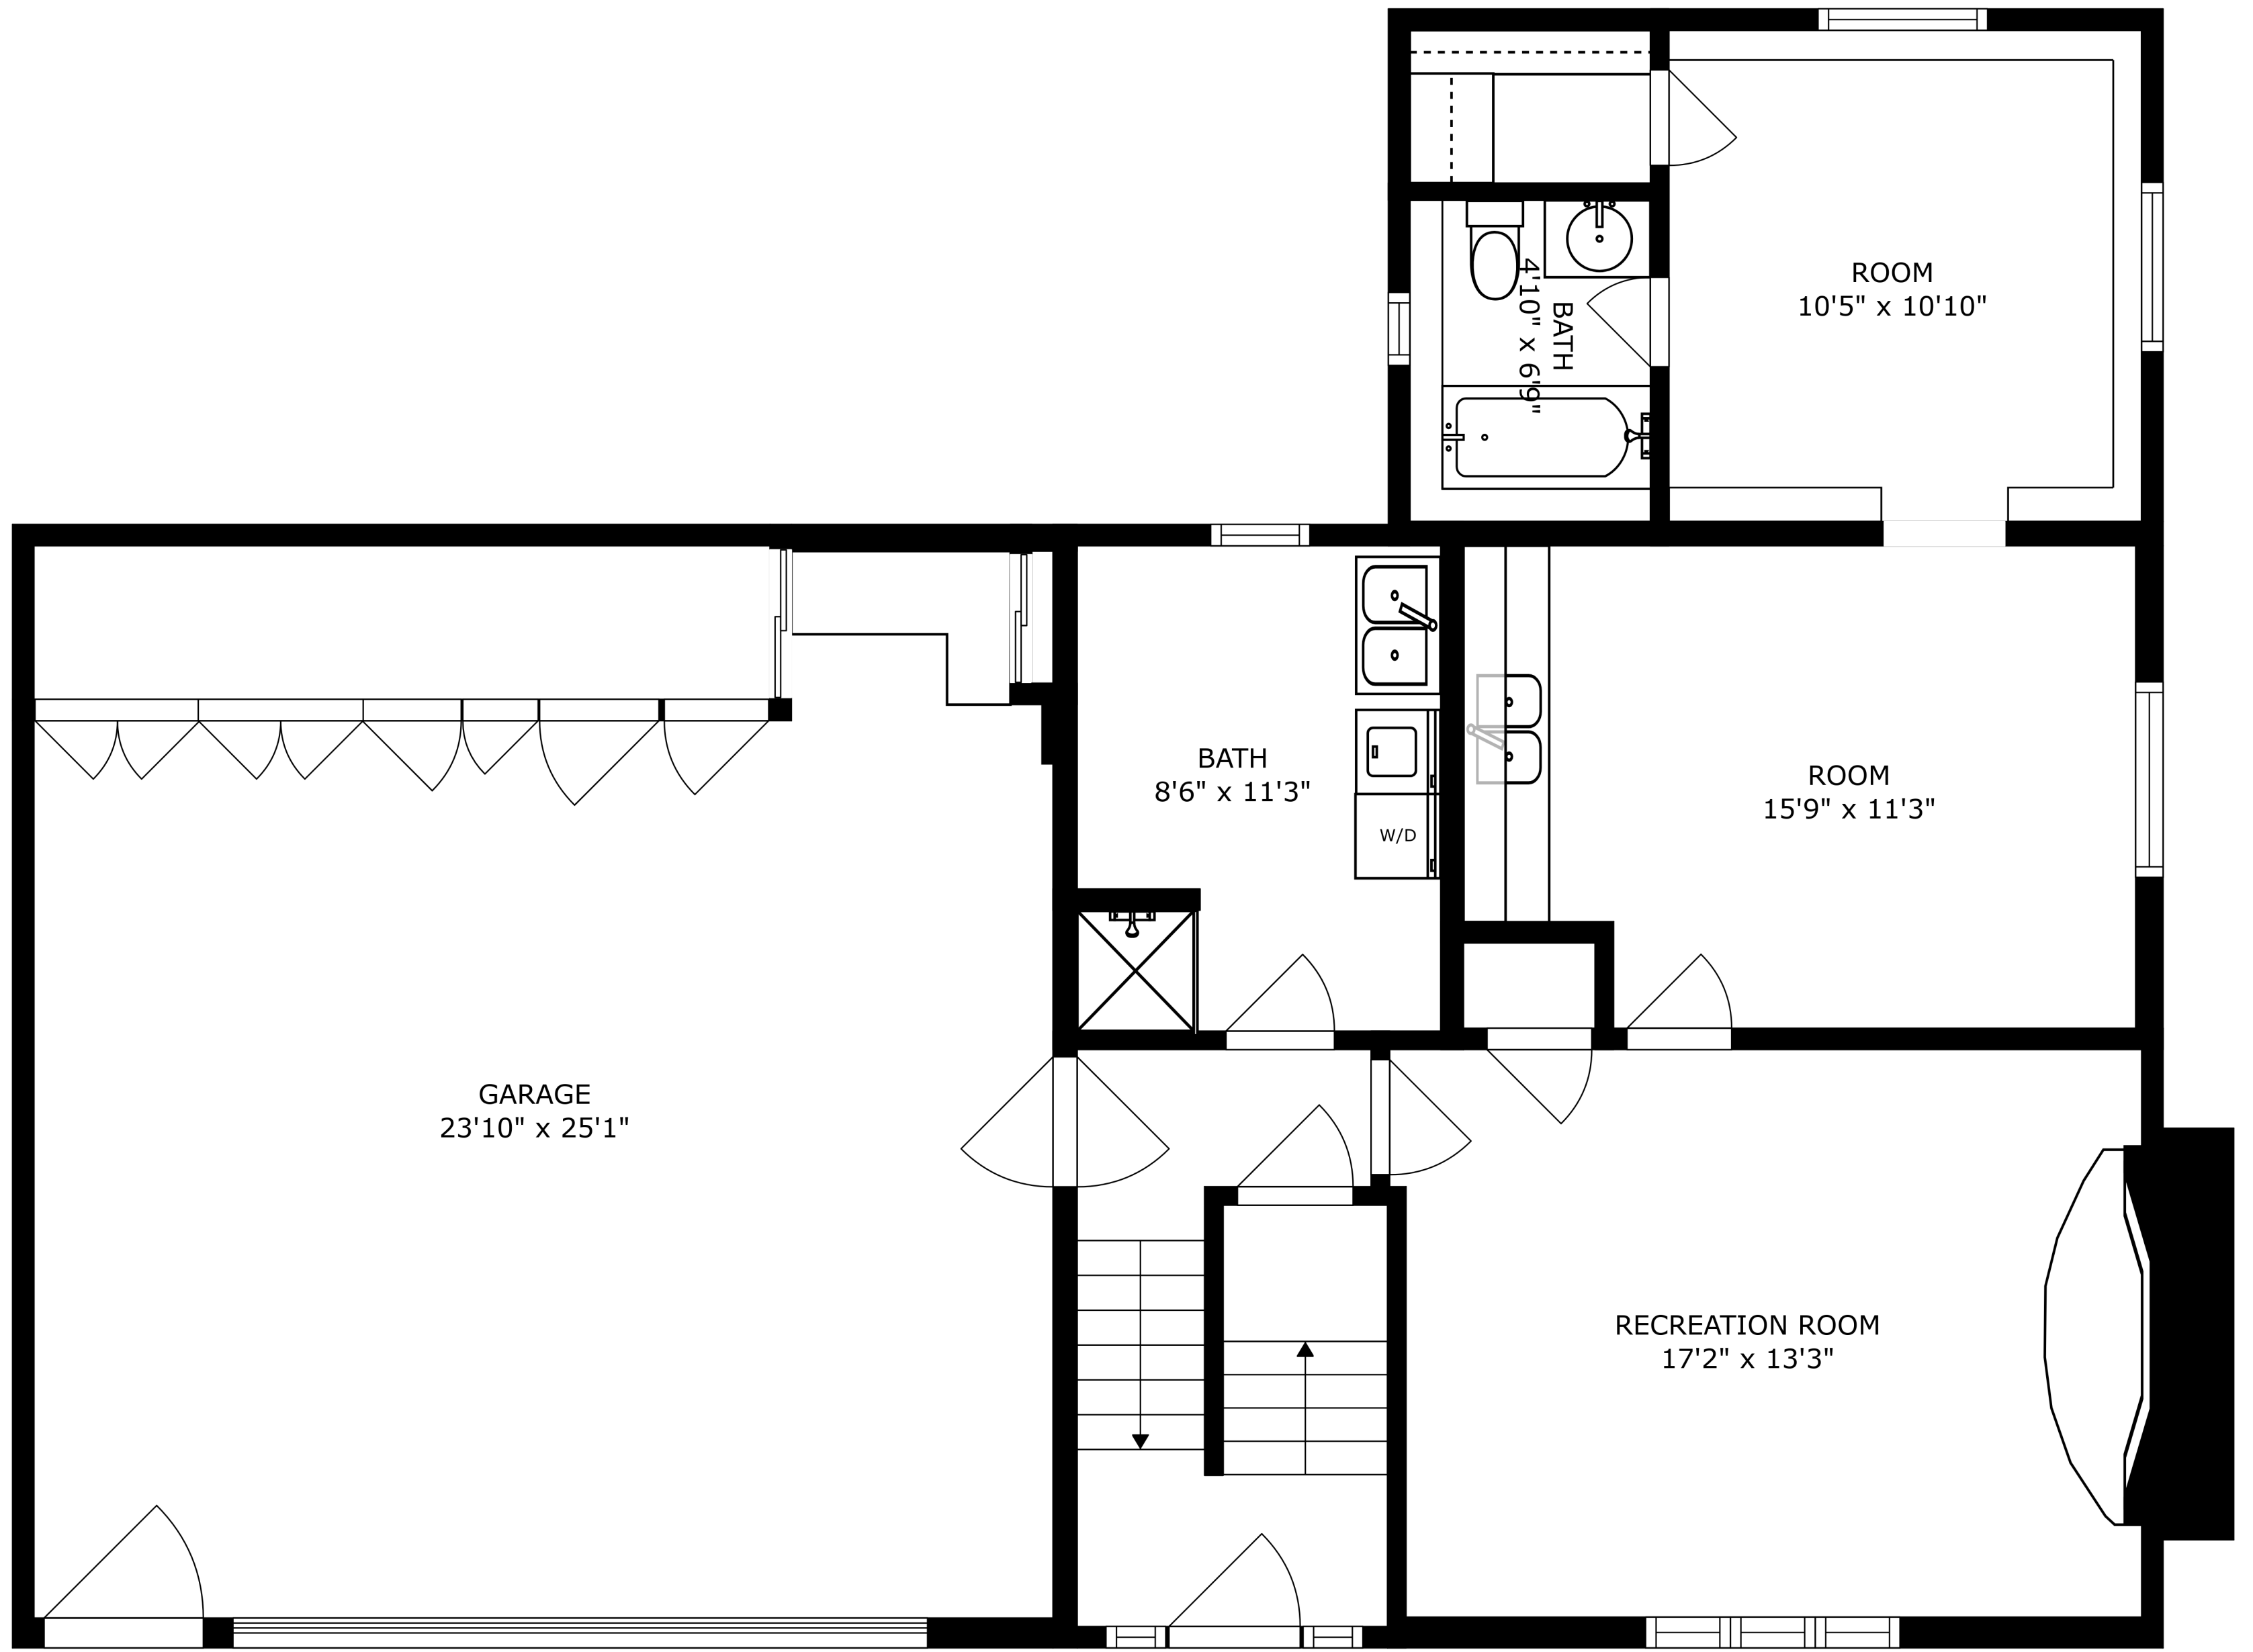 ROOM
10'5" x 10'10"
BATH
4'10" x 6'9"
BATH
8'6" x 11'3"
W/D
ROOM
15'9" x 11'3"
GARAGE
23'10" x 25'1"
RECREATION ROOM
17'2" x 13'3"